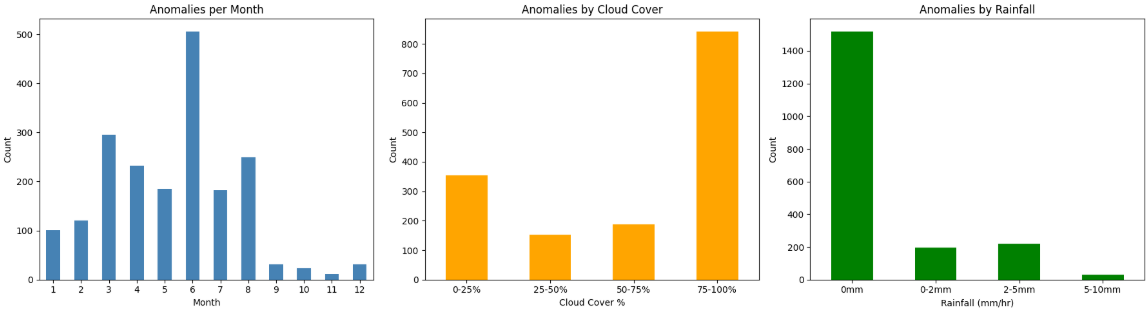 Anomalies per Month
500
400
300
200
100
0
Count
1 2 3 4 5 6 7 8 9 10 11 12
Month
Anomalies by Cloud Cover
800
700
600
500
400
300
200
100
0
Count
0-25% 25-50% 50-75% 75-100%
Cloud Cover %
Anomalies by Rainfall
1400
1200
1000
800
600
400
200
0
Count
0mm 0-2mm 2-5mm 5-10mm
Rainfall (mm/hr)